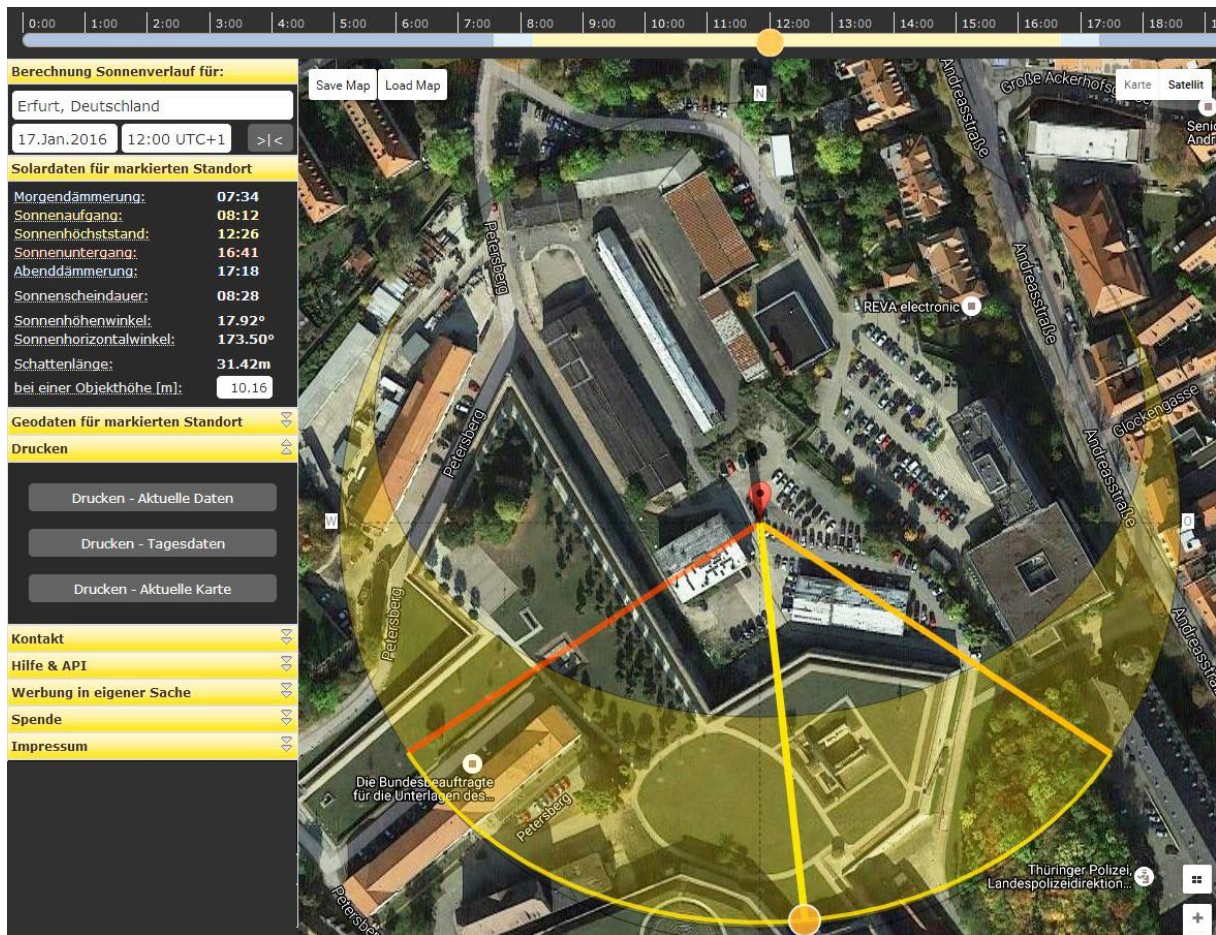 0:00 1:00 2:00 3:00 4:00 5:00 6:00 7:00 8:00 9:00 10:00 11:00 12:00 13:00 14:00 15:00 16:00 17:00 18:00
Berechnung Sonnenverlauf für:
Erfurt, Deutschland
17.Jan.2016 12:00 UTC+1 >|<
Solardaten für markierten Standort
Morgendämmerung: 07:34
Sonnenaufgang: 08:12
Sonnenhöchststand: 12:26
Sonnenuntergang: 16:41
Abenddämmerung: 17:18
Sonnenscheindauer: 08:28
Sonnenhöhenwinkel: 17.92°
Sonnenhorizontalwinkel: 173.50°
Schattenlänge: 31.42m
bei einer Objekthöhe [m]: 10.16
Geodaten für markierten Standort
Drucken
Drucken - Aktuelle Daten
Drucken - Tagesdaten
Drucken - Aktuelle Karte
Kontakt
Hilfe & API
Werbung in eigener Sache
Spende
Impressum
Save Map Load Map
N
Karte Satellit
Andreasstraße
Große Ackerhofsg
Seni
Andr
Petersberg
Andreasstraße
REVA electronic
Glockengasse
Petersberg
Andreasstraße
W
O
Petersberg
Andreasstraße
Die Bundesbeauftragte
für die Unterlagen des...
Petersberg
Thüringer Polizei,
Landespolizeidirektion...
Petersberg
+